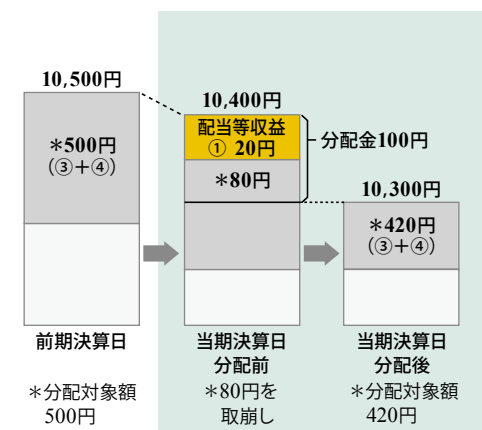 10,500円
＊500円
（③＋④）
前期決算日
＊分配対象額
500円
10,400円
配当等収益
① 20円
＊80円
分配金100円
当期決算日
分配前
＊80円を
取崩し
10,300円
＊420円
（③＋④）
当期決算日
分配後
＊分配対象額
420円